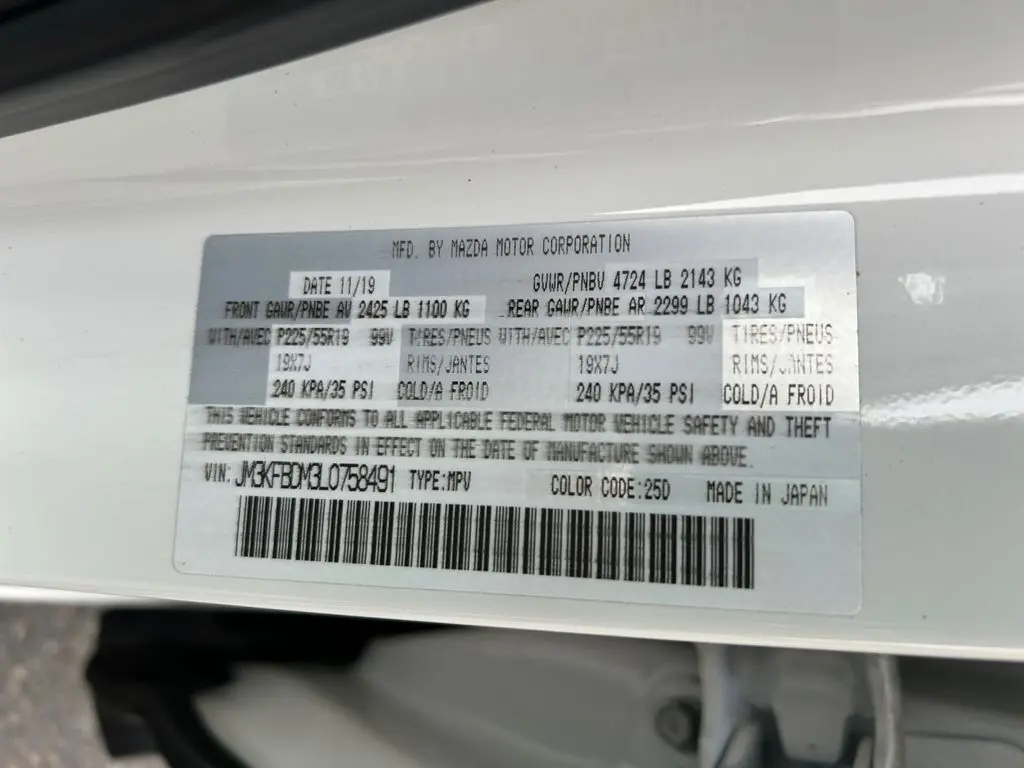 MFD. BY MAZDA MOTOR CORPORATION
DATE 11/19 GVWR/PNBV 4724 LB 2143 KG
FRONT GAWR/PNBE AV 2425 LB 1100 KG REAR GAWR/PNBE AR 2299 LB 1043 KG
WITH/AVEC P225/55R19 99V TIRES/PNEUS WITH/AVEC P225/55R19 99V TIRES/PNEUS
19X7J RIMS/JANTES 19X7J RIMS/JANTES
240 KPA/35 PSI COLD/A FROID 240 KPA/35 PSI COLD/A FROID
THIS VEHICLE CONFORMS TO ALL APPLICABLE FEDERAL MOTOR VEHICLE SAFETY AND THEFT
PREVENTION STANDARDS IN EFFECT ON THE DATE OF MANUFACTURE SHOWN ABOVE.
VIN: JM3KFBDM3L0758491 TYPE:MPV COLOR CODE:25D MADE IN JAPAN